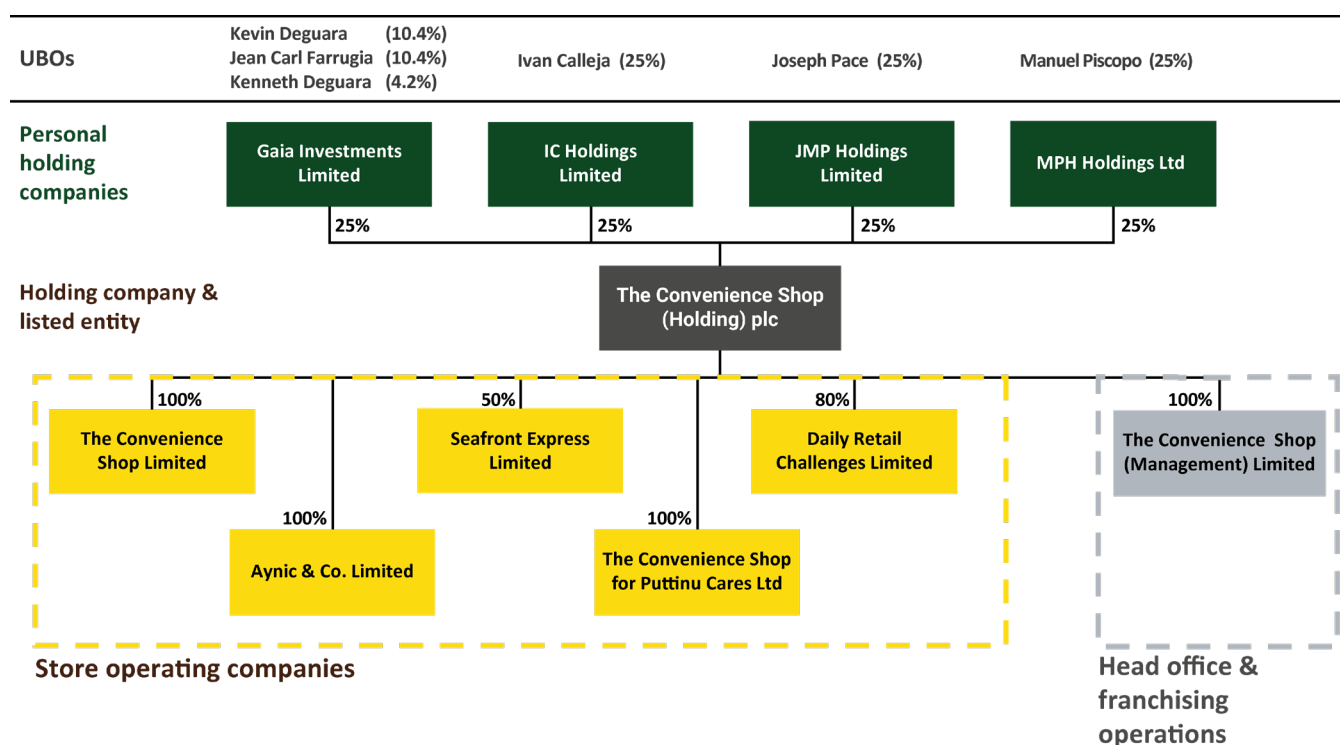 UBOs
Kevin Deguara (10.4%)
Jean Carl Farrugia (10.4%)
Kenneth Deguara (4.2%)
Ivan Calleja (25%)
Joseph Pace (25%)
Manuel Piscopo (25%)
Personal
holding
companies
Gaia Investments
Limited
IC Holdings
Limited
JMP Holdings
Limited
MPH Holdings Ltd
25%
25%
25%
25%
Holding company &
listed entity
The Convenience Shop
(Holding) plc
100%
The Convenience
Shop Limited
100%
Aynic & Co. Limited
50%
Seafront Express
Limited
100%
The Convenience Shop
for Puttinu Cares Ltd
80%
Daily Retail
Challenges Limited
100%
The Convenience Shop
(Management) Limited
Store operating companies
Head office &
franchising
operations